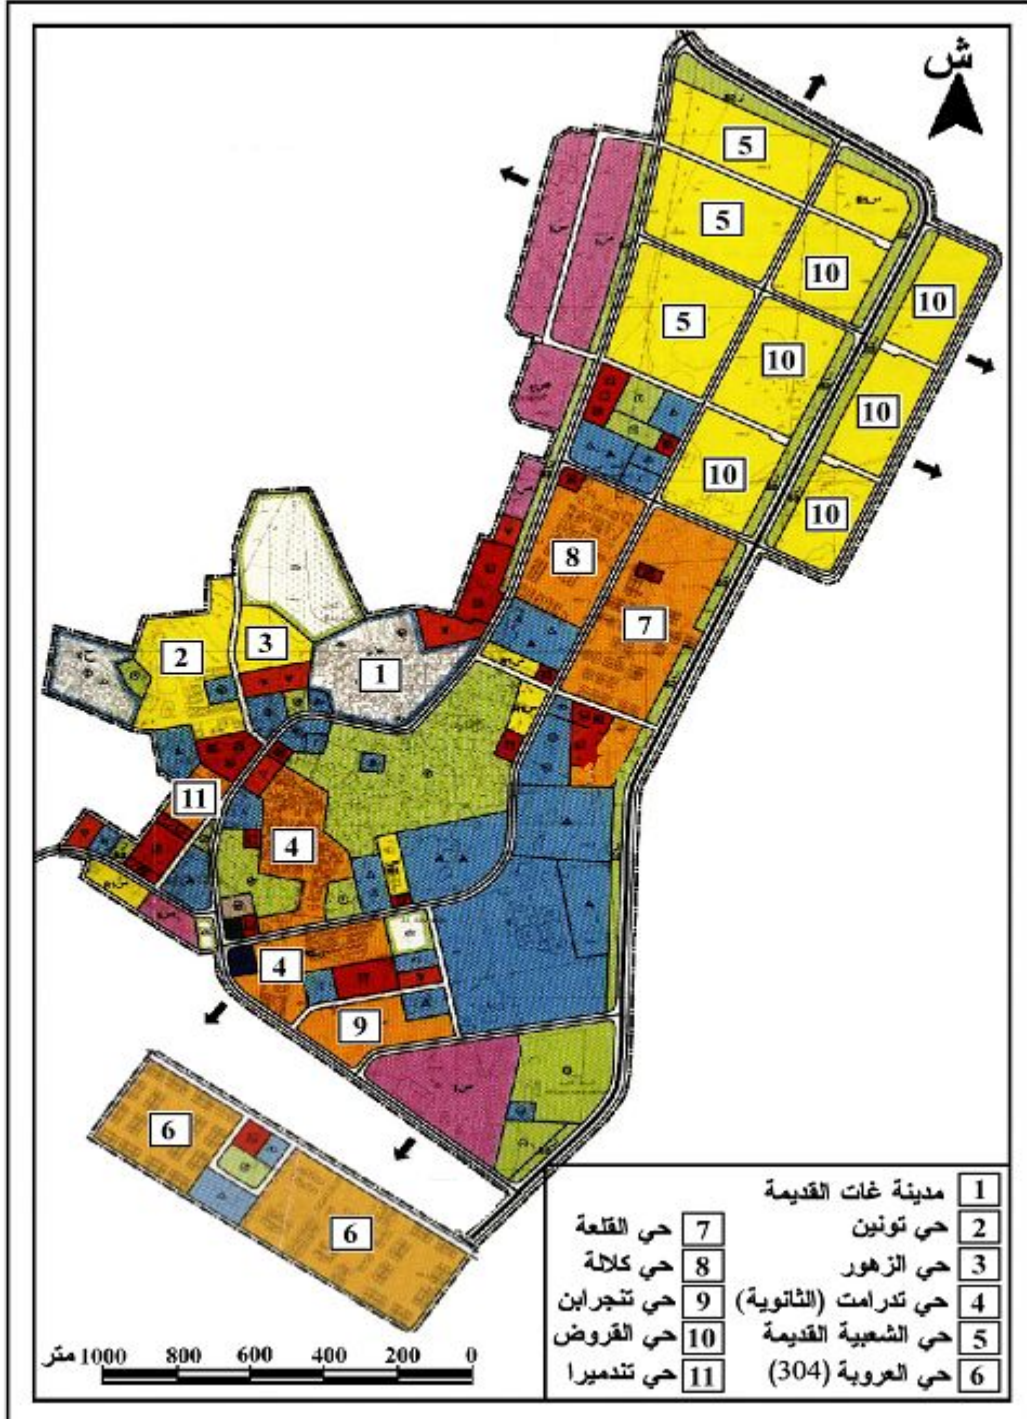 ش
5
5
10
10
5
10
10
10
10
10
8
7
3
2
1
11
4
4
9
6
6
1 مدينة غات القديمة
2 حي تونين
3 حي الزهور
4 حي تدرامت (الثانوية)
5 حي الشعبية القديمة
6 حي العروبة (304)
7 حي القلعة
8 حي كلالة
9 حي تنجرابن
10 حي القروض
11 حي تندميرا
متر 1000 800 600 400 200 0